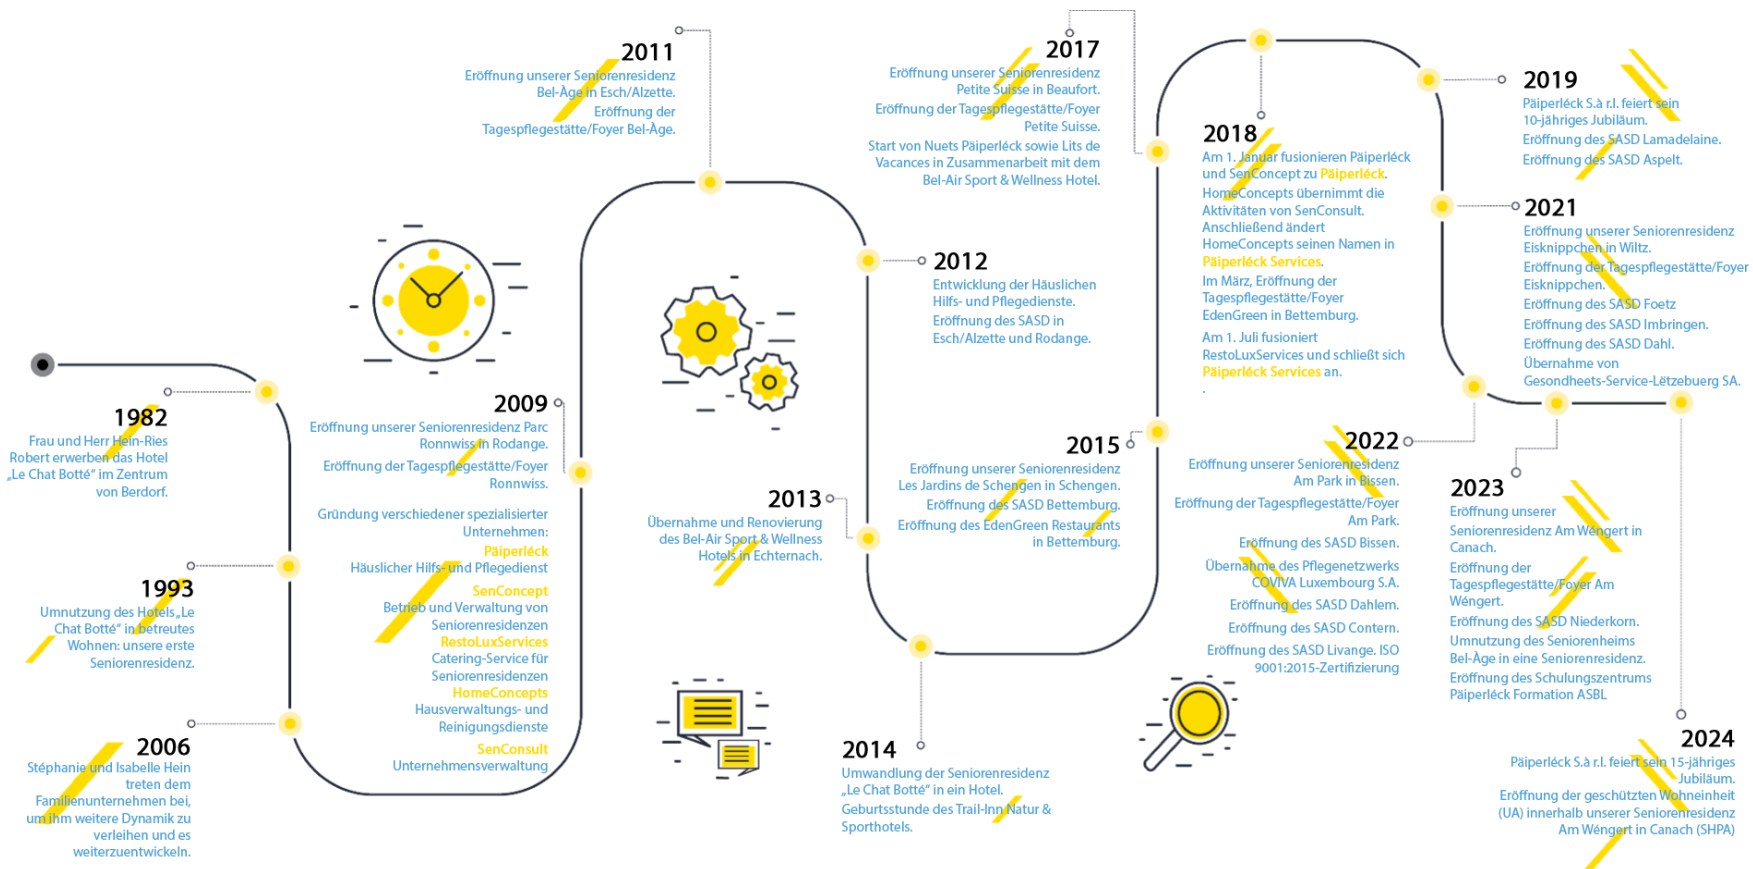 1982
Frau und Herr Hein-Ries
Robert erwerben das Hotel
„Le Chat Botté“ im Zentrum
von Berdorf.
1993
Umnutzung des Hotels„Le
Chat Botté“ in betreutes
Wohnen: unsere erste
Seniorenresidenz.
2006
Stéphanie und Isabelle Hein
treten dem
Familienunternehmen bei,
um ihm weitere Dynamik zu
verleihen und es
weiterzuentwickeln.
2009
Eröffnung unserer Seniorenresidenz Parc
Ronnwiss in Rodange.
Eröffnung der Tagespflegestätte/Foyer
Ronnwiss.
Gründung verschiedener spezialisierter
Unternehmen:
Päiperléck
Häuslicher Hilfs- und Pflegedienst
SenConcept
Betrieb und Verwaltung von
Seniorenresidenzen
RestoLuxServices
Catering-Service für
Seniorenresidenzen
HomeConcepts
Hausverwaltungs- und
Reinigungsdienste
SenConsult
Unternehmensverwaltung
2011
Eröffnung unserer Seniorenresidenz
Bel-Âge in Esch/Alzette.
Eröffnung der
Tagespflegestätte/Foyer Bel-Âge.
2012
Entwicklung der Häuslichen
Hilfs- und Pflegedienste.
Eröffnung des SASD in
Esch/Alzette und Rodange.
2013
Übernahme und Renovierung
des Bel-Air Sport & Wellness
Hotels in Echternach.
2014
Umwandlung der Seniorenresidenz
„Le Chat Botté“ in ein Hotel.
Geburtsstunde des Trail-Inn Natur &
Sporthotels.
2015
Eröffnung unserer Seniorenresidenz
Les Jardins de Schengen in Schengen.
Eröffnung des SASD Bettemburg.
Eröffnung des EdenGreen Restaurants
in Bettemburg.
2017
Eröffnung unserer Seniorenresidenz
Petite Suisse in Beaufort.
Eröffnung der Tagespflegestätte/Foyer
Petite Suisse.
Start von Nuets Päiperléck sowie Lits de
Vacances in Zusammenarbeit mit dem
Bel-Air Sport & Wellness Hotel.
2018
Am 1. Januar fusionieren Päiperléck
und SenConcept zu Päiperléck.
HomeConcepts übernimmt die
Aktivitäten von SenConsult.
Anschließend ändert
HomeConcepts seinen Namen in
Päiperléck Services.
Im März, Eröffnung der
Tagespflegestätte/Foyer
EdenGreen in Bettemburg.
Am 1. Juli fusioniert
RestoLuxServices und schließt sich
Päiperléck Services an.
.
2019
Päiperléck S.à r.l. feiert sein
10-jähriges Jubiläum.
Eröffnung des SASD Lamadelaine.
Eröffnung des SASD Aspelt.
2021
Eröffnung unserer Seniorenresidenz
Eisknippchen in Wiltz.
Eröffnung der Tagespflegestätte/Foyer
Eisknippchen.
Eröffnung des SASD Foetz
Eröffnung des SASD Imbringen.
Eröffnung des SASD Dahl.
Übernahme von
Gesondheets-Service-Lëtzebuerg SA.
2022
Eröffnung unserer Seniorenresidenz
Am Park in Bissen.
Eröffnung der Tagespflegestätte/Foyer
Am Park.
Eröffnung des SASD Bissen.
Übernahme des Pflegenetzwerks
COVIVA Luxembourg S.A.
Eröffnung des SASD Dahlem.
Eröffnung des SASD Contern.
Eröffnung des SASD Livange. ISO
9001:2015-Zertifizierung
2023
Eröffnung unserer
Seniorenresidenz Am Wéngert in
Canach.
Eröffnung der
Tagespflegestätte/Foyer Am
Wéngert.
Eröffnung des SASD Niederkorn.
Umnutzung des Seniorenheims
Bel-Âge in eine Seniorenresidenz.
Eröffnung des Schulungszentrums
Päiperléck Formation ASBL
2024
Päiperléck S.à r.l. feiert sein 15-jähriges
Jubiläum.
Eröffnung der geschützten Wohneinheit
(UA) innerhalb unserer Seniorenresidenz
Am Wéngert in Canach (SHPA)